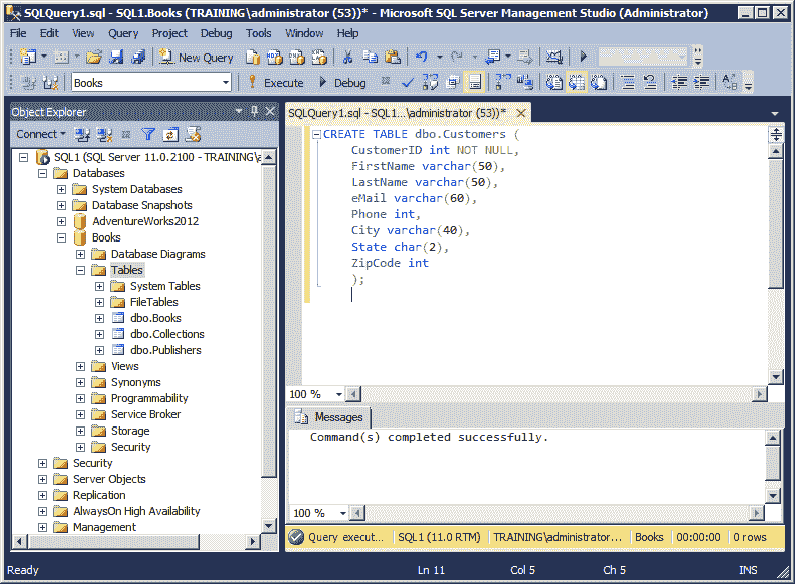 SQLQuery1.sql - SQL1.Books (TRAINING\administrator (53))* - Microsoft SQL Server Management Studio (Administrator)
File Edit View Query Project Debug Tools Window Help
New Query
Books Execute Debug
Object Explorer
Connect
SQL1 (SQL Server 11.0.2100 - TRAINING\a
Databases
System Databases
Database Snapshots
AdventureWorks2012
Books
Database Diagrams
Tables
System Tables
FileTables
dbo.Books
dbo.Collections
dbo.Publishers
Views
Synonyms
Programmability
Service Broker
Storage
Security
Security
Server Objects
Replication
AlwaysOn High Availability
Management
SQLQuery1.sql - SQL1...\administrator (53))*
CREATE TABLE dbo.Customers (
CustomerID int NOT NULL,
FirstName varchar(50),
LastName varchar(50),
eMail varchar(60),
Phone int,
City varchar(40),
State char(2),
ZipCode int
);
100 %
Messages
Command(s) completed successfully.
100 %
Query execut... SQL1 (11.0 RTM) TRAINING\administrator... Books 00:00:00 0 rows
Ready Ln 11 Col 5 Ch 5 INS